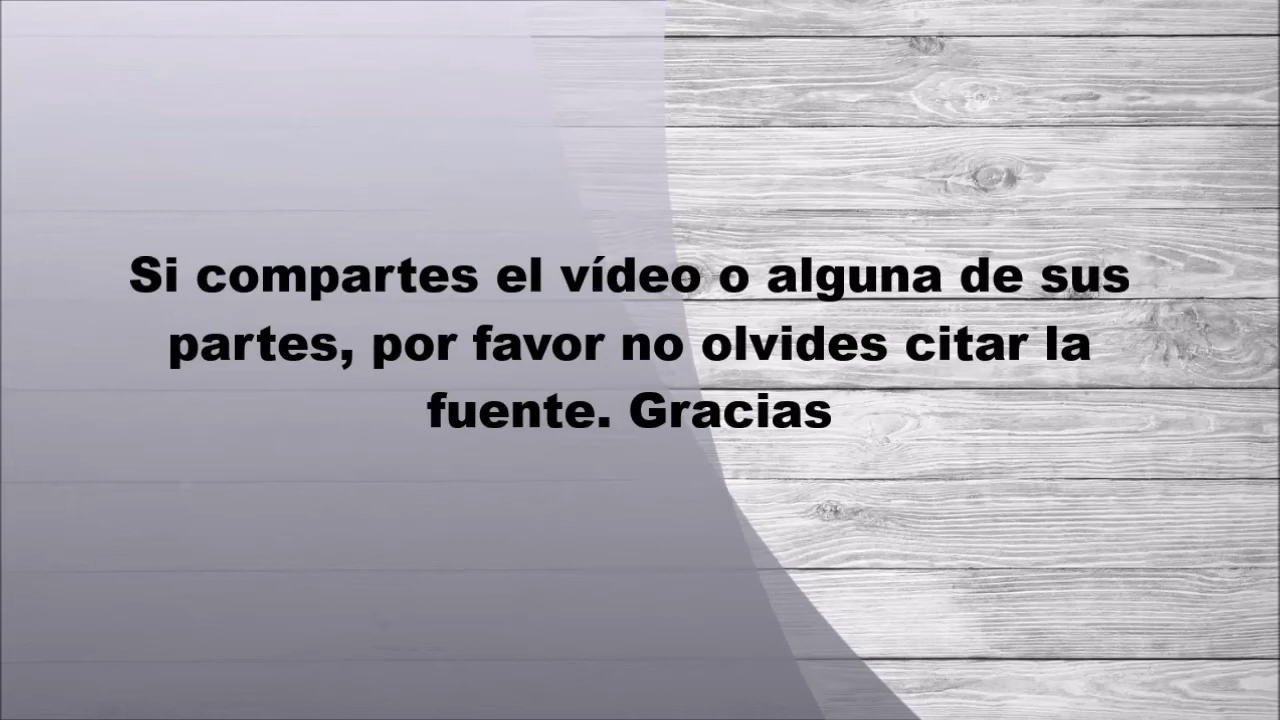 Si compartes el vídeo o alguna de sus
partes, por favor no olvides citar la
fuente. Gracias